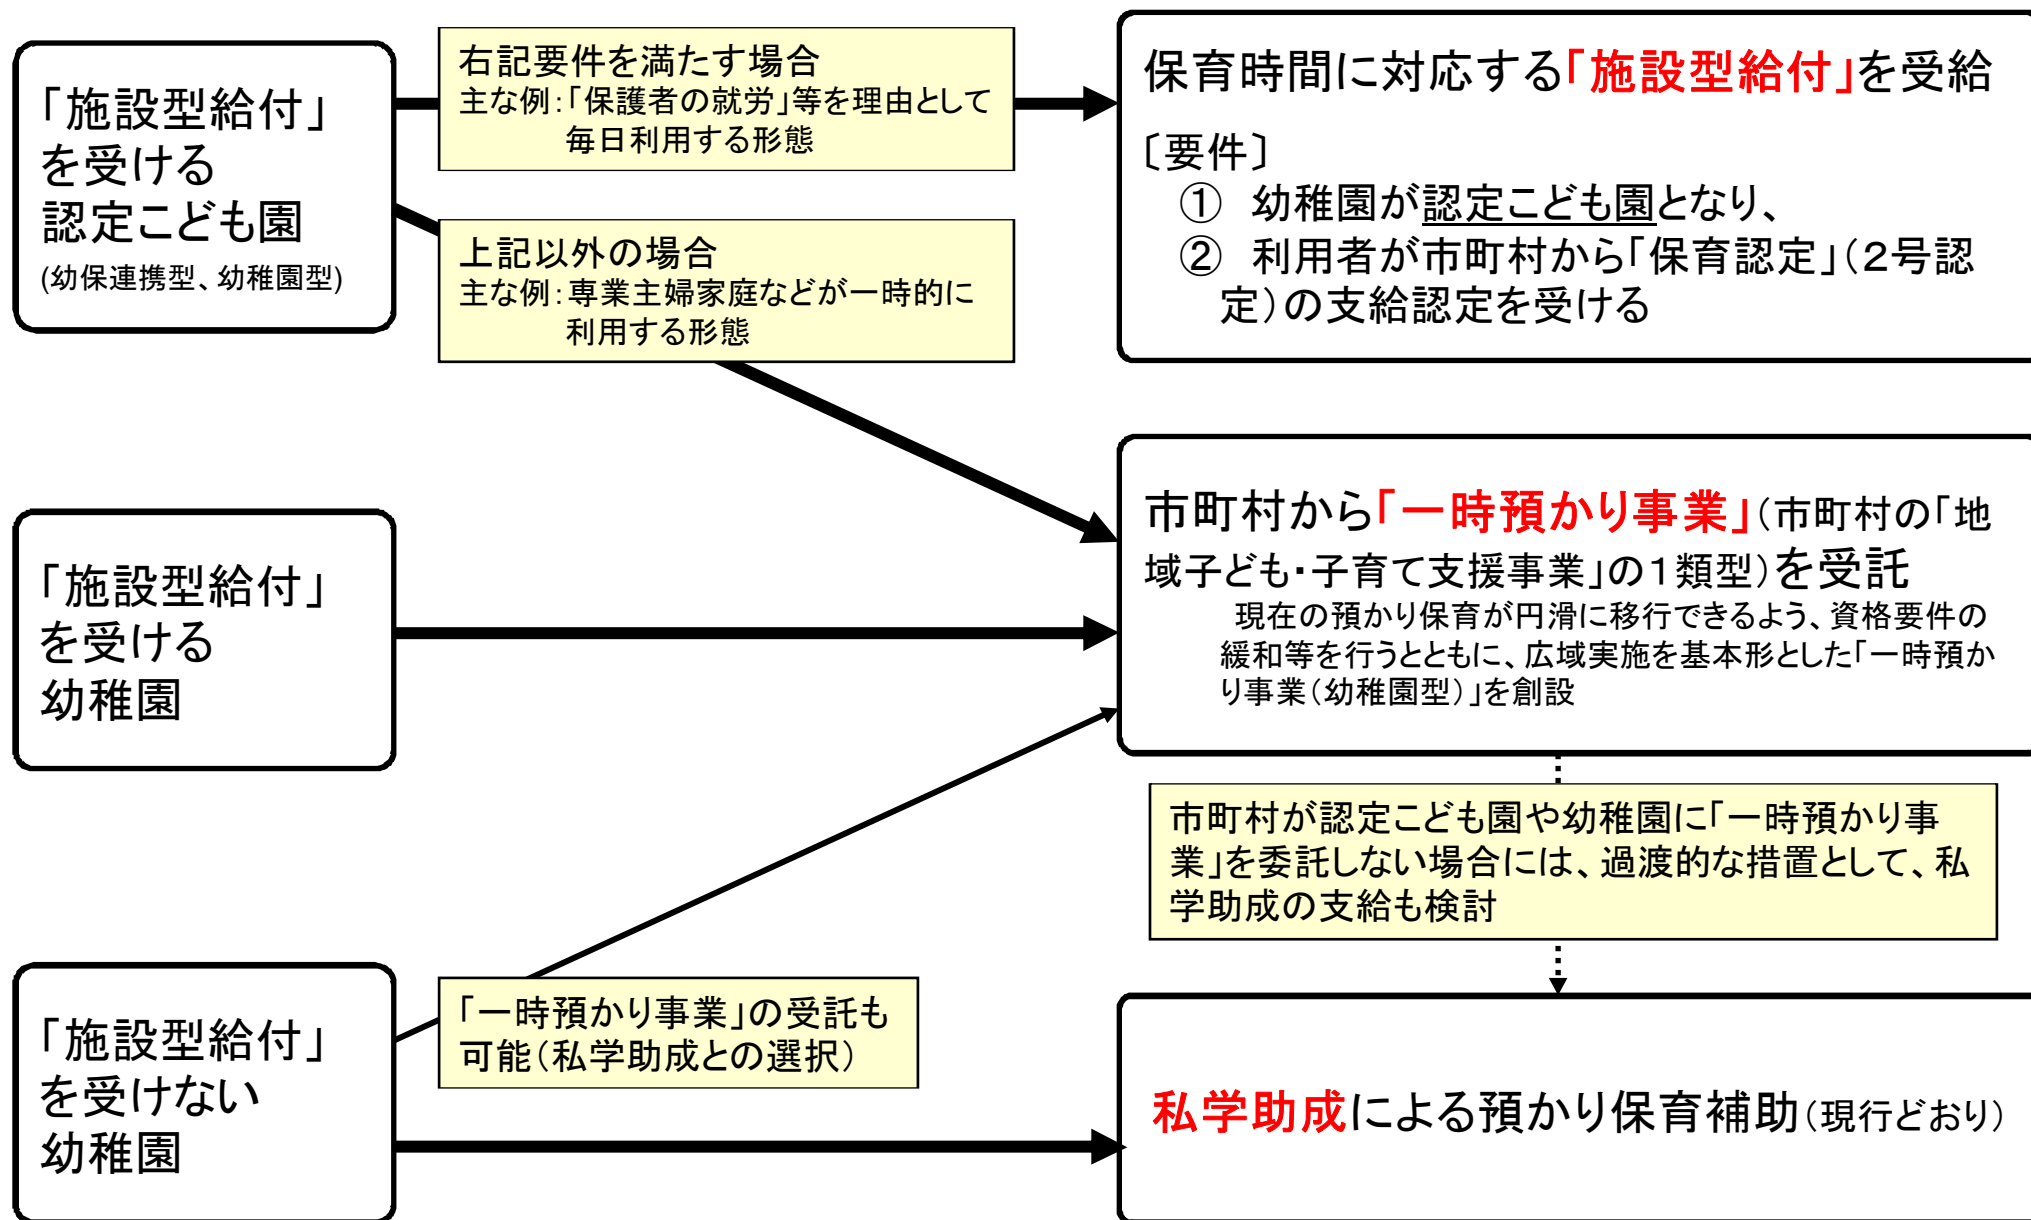 「施設型給付」
を受ける
認定こども園
(幼保連携型、幼稚園型)
右記要件を満たす場合
主な例:「保護者の就労」等を理由として
毎日利用する形態
上記以外の場合
主な例:専業主婦家庭などが一時的に
利用する形態
保育時間に対応する「施設型給付」を受給
〔要件〕
① 幼稚園が認定こども園となり、
② 利用者が市町村から「保育認定」(2号認
定)の支給認定を受ける
「施設型給付」
を受ける
幼稚園
市町村から「一時預かり事業」(市町村の「地
域子ども・子育て支援事業」の1類型)を受託
現在の預かり保育が円滑に移行できるよう、資格要件の
緩和等を行うとともに、広域実施を基本形とした「一時預か
り事業(幼稚園型)」を創設
市町村が認定こども園や幼稚園に「一時預かり事
業」を委託しない場合には、過渡的な措置として、私
学助成の支給も検討
「施設型給付」
を受けない
幼稚園
「一時預かり事業」の受託も
可能(私学助成との選択)
私学助成による預かり保育補助(現行どおり)